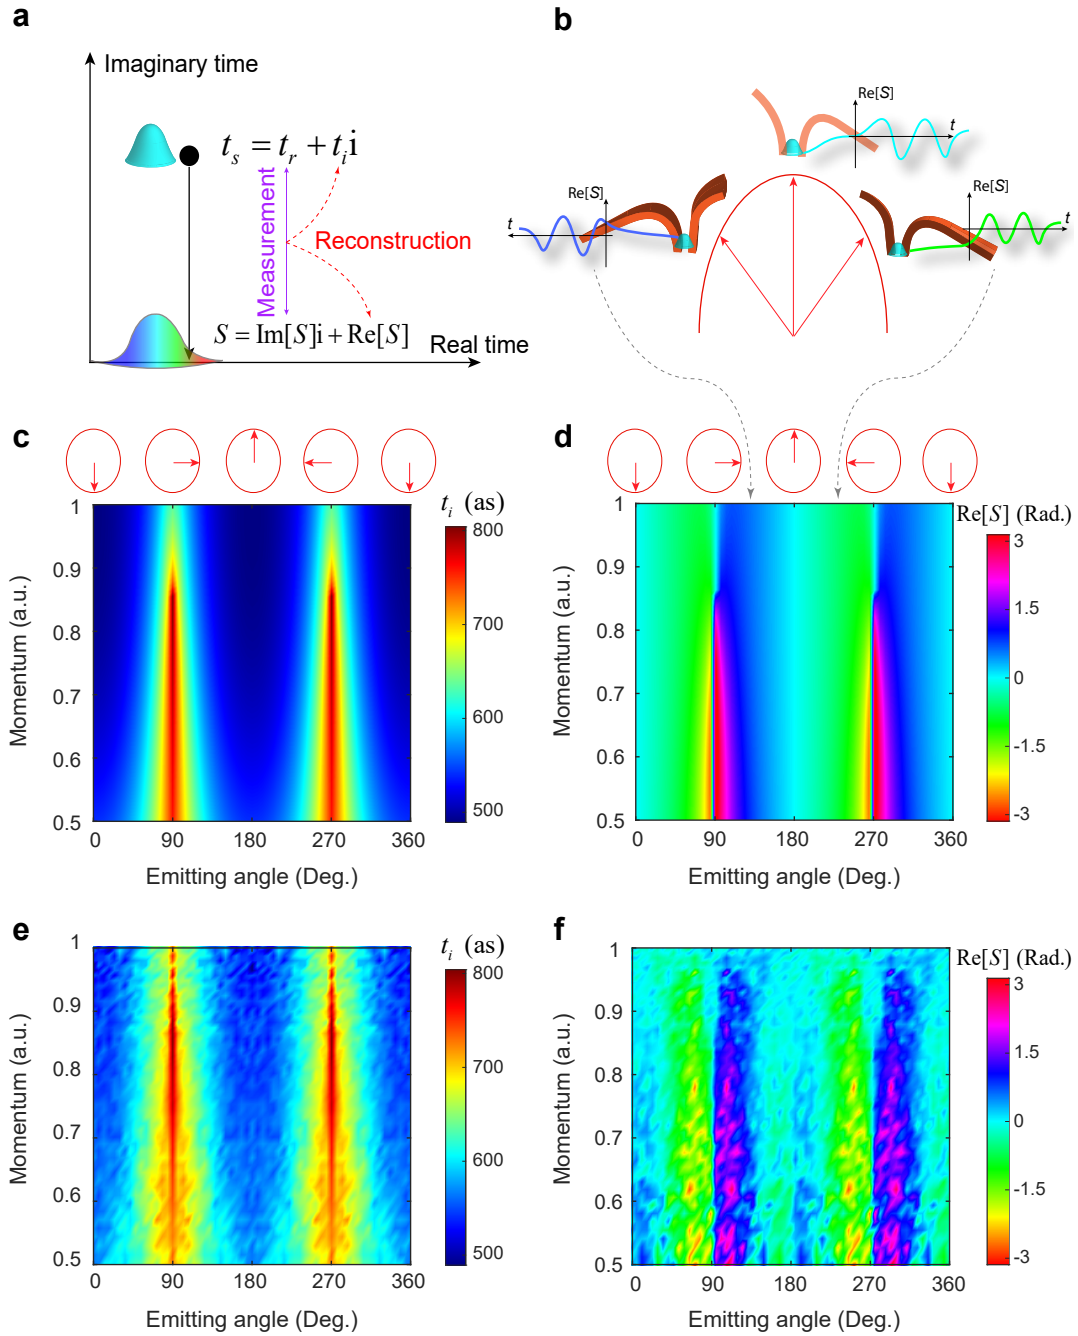 a
Imaginary time
t_s = t_r + t_i i
Measurement
Reconstruction
S = Im[S]i + Re[S]
Real time
b
Re[S]
t
Re[S]
t
Re[S]
t
c
t_i (as)
800
700
600
500
1
0.9
0.8
0.7
0.6
0.5
Momentum (a.u.)
0 90 180 270 360
Emitting angle (Deg.)
d
Re[S] (Rad.)
3
1.5
0
-1.5
-3
1
0.9
0.8
0.7
0.6
0.5
Momentum (a.u.)
0 90 180 270 360
Emitting angle (Deg.)
e
t_i (as)
800
700
600
500
1
0.9
0.8
0.7
0.6
0.5
Momentum (a.u.)
0 90 180 270 360
Emitting angle (Deg.)
f
Re[S] (Rad.)
3
1.5
0
-1.5
-3
1
0.9
0.8
0.7
0.6
0.5
Momentum (a.u.)
0 90 180 270 360
Emitting angle (Deg.)